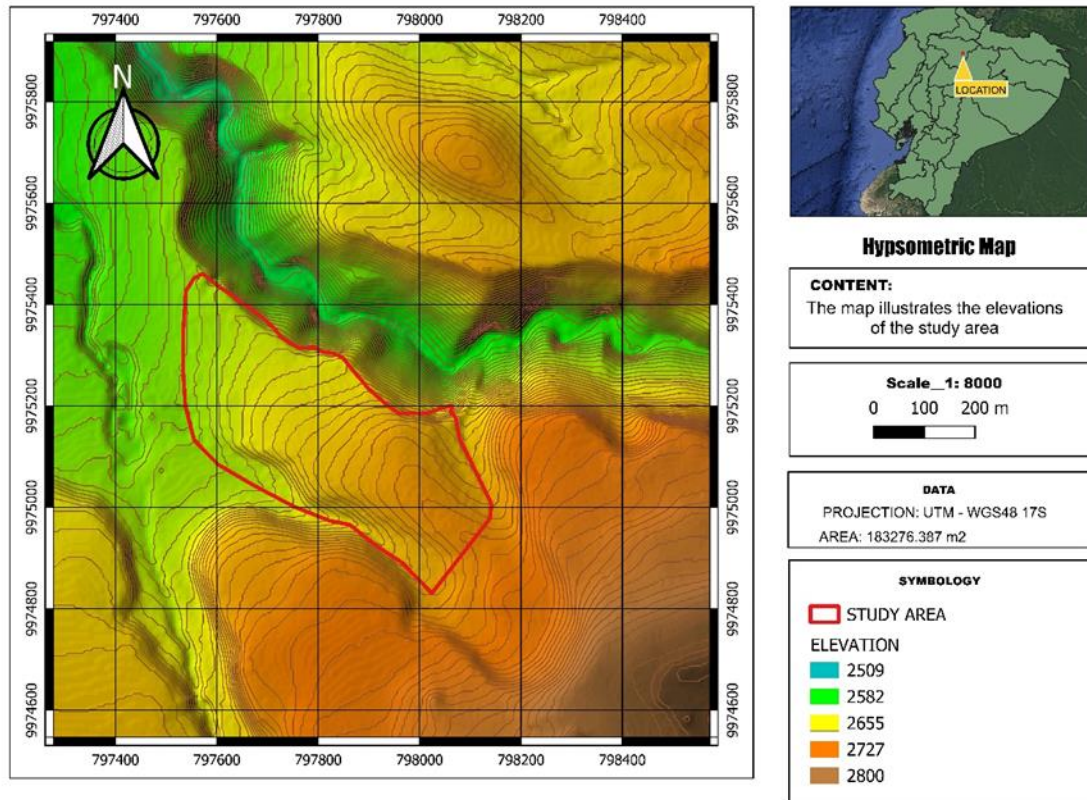 797400 797600 797800 798000 798200 798400
N
9975800 9975800
9975600 9975600
9975400 9975400
9975200 9975200
9975000 9975000
9974800 9974800
9974600 9974600
797400 797600 797800 798000 798200 798400
LOCATION
Hypsometric Map
CONTENT:
The map illustrates the elevations
of the study area
Scale_1: 8000
0 100 200 m
DATA
PROJECTION: UTM - WGS48 17S
AREA: 183276.387 m2
SYMBOLOGY
STUDY AREA
ELEVATION
2509
2582
2655
2727
2800